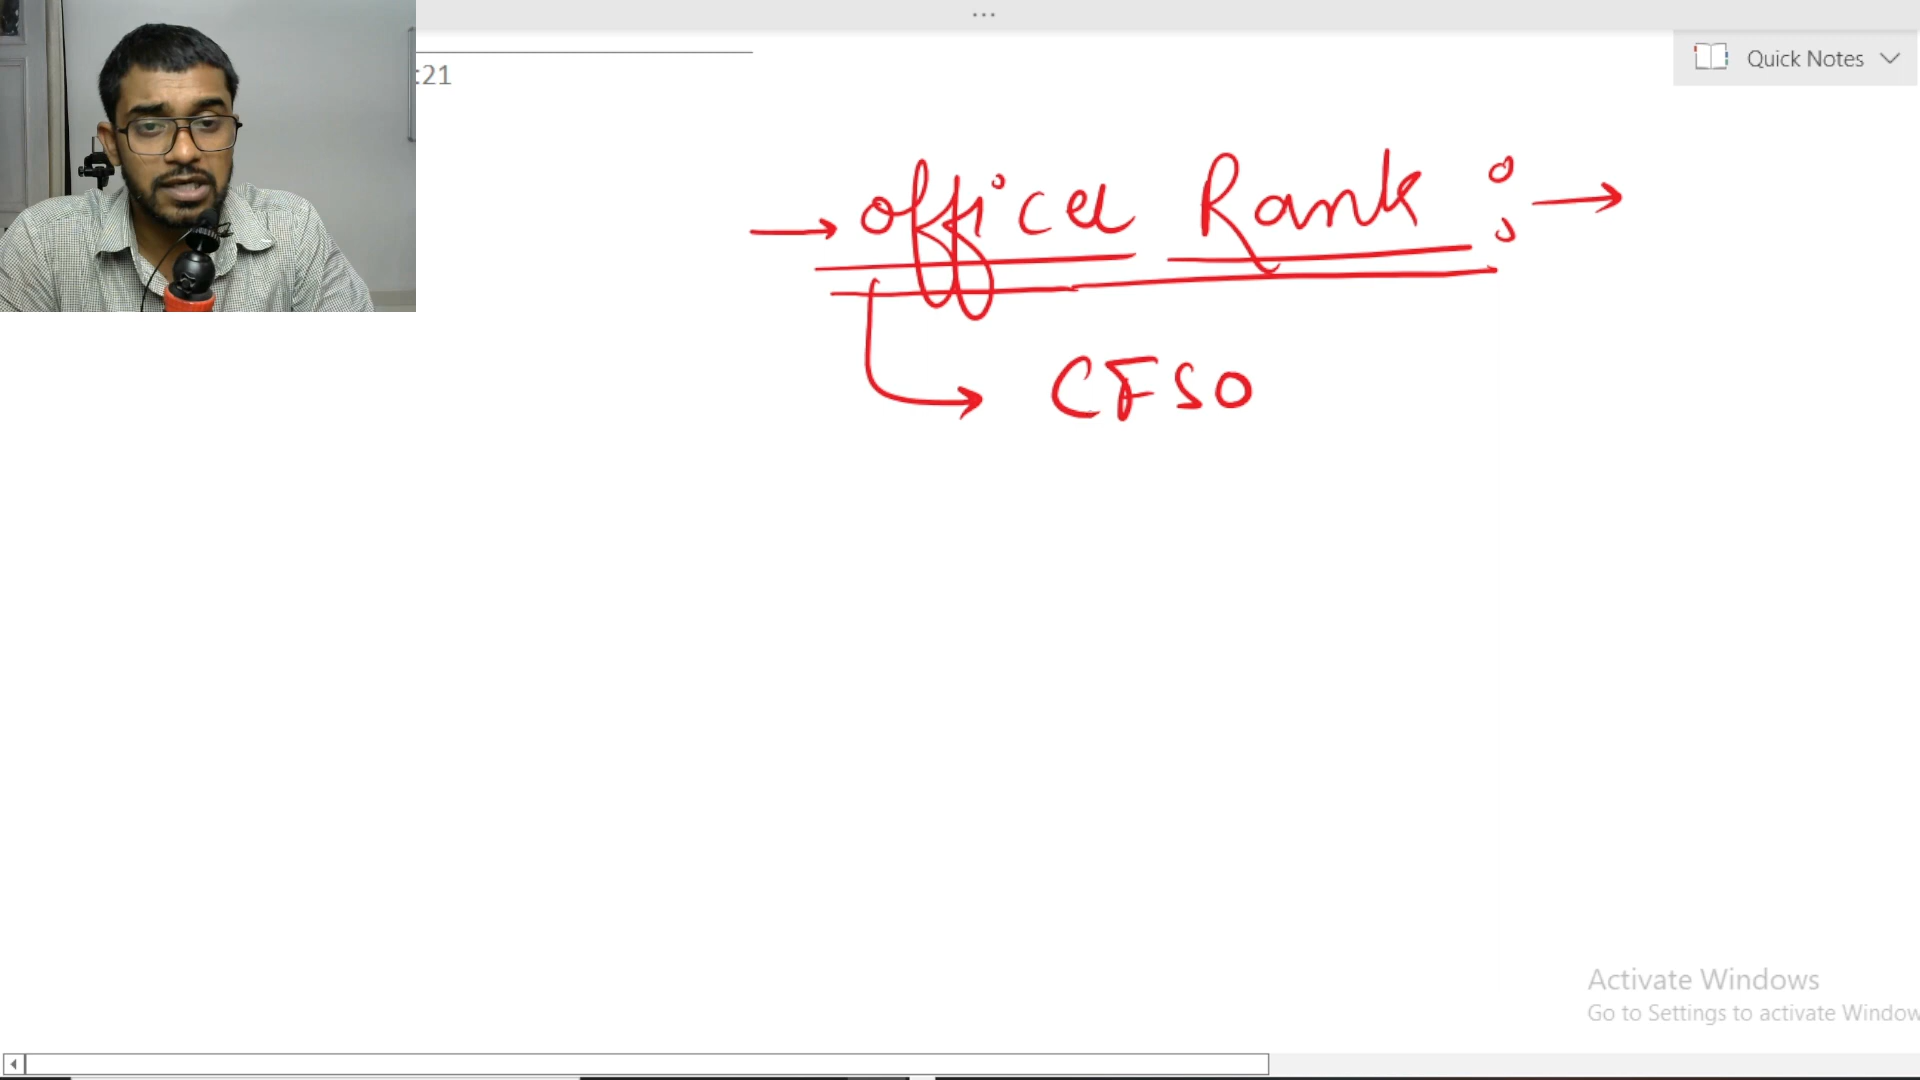 ...
:21
Quick Notes
→ Officer Rank : →
→ CFSO
Activate Windows
Go to Settings to activate Window